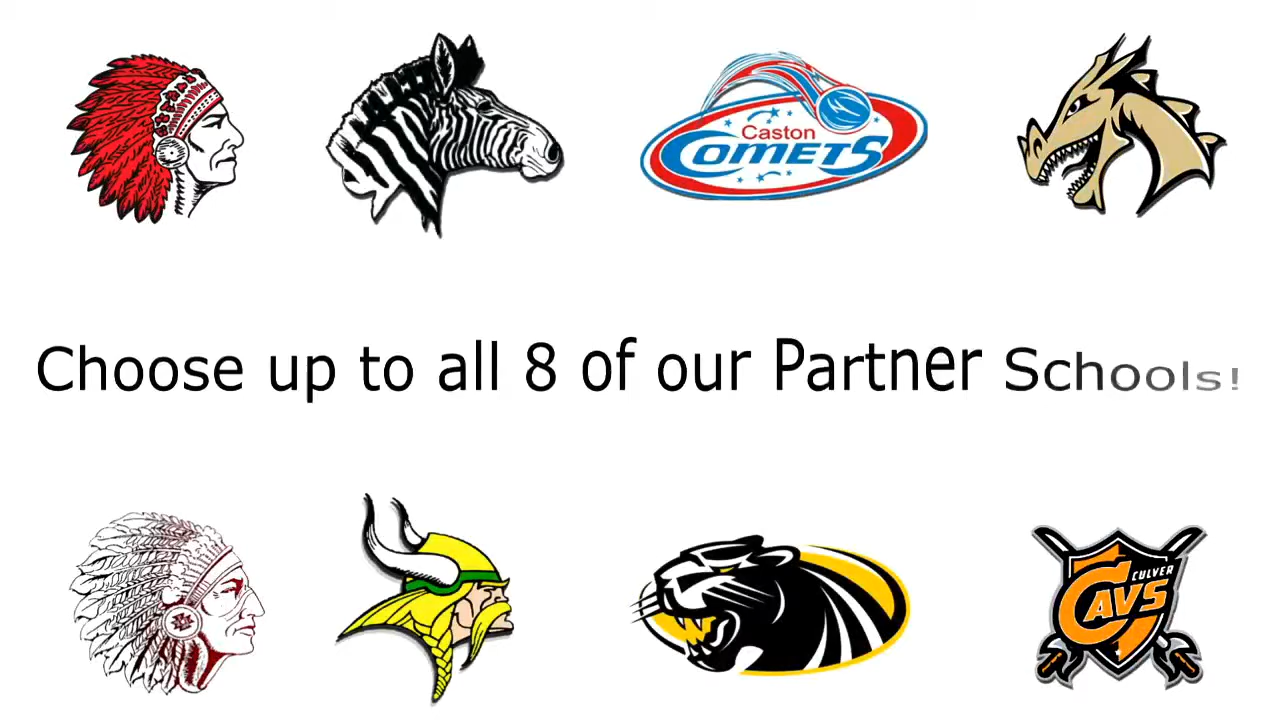 Caston
COMETS
Choose up to all 8 of our Partner Schools!
CULVER
CAVS